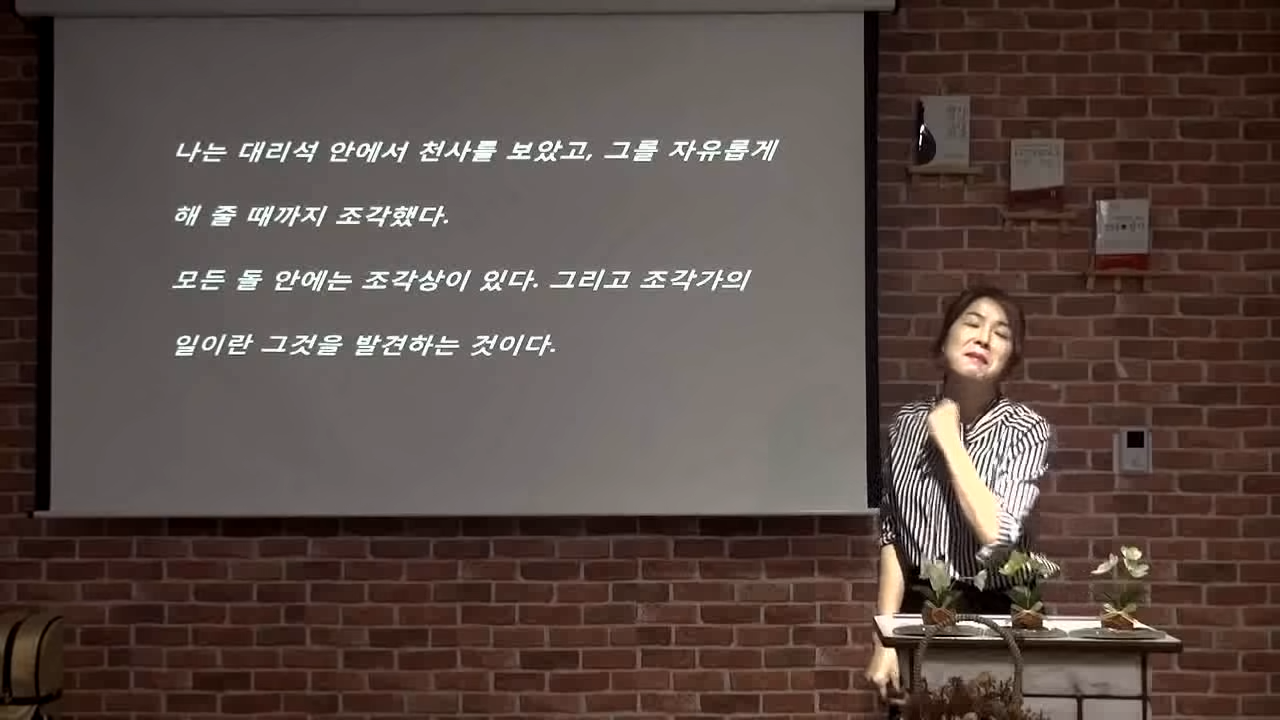 나는 대리석 안에서 천사를 보았고, 그를 자유롭게
해 줄 때까지 조각했다.
모든 돌 안에는 조각상이 있다. 그리고 조각가의
일이란 그것을 발견하는 것이다.